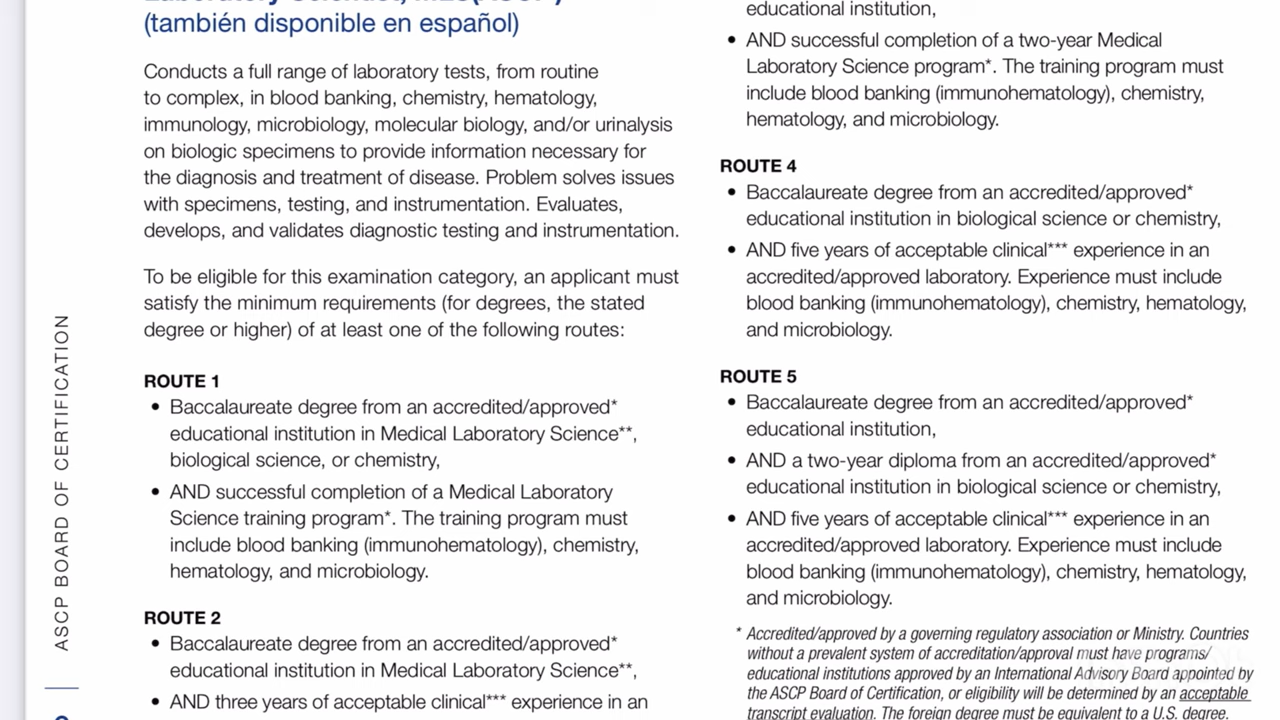 Laboratory Scientist, MLS(ASCPi)
(también disponible en español)
Conducts a full range of laboratory tests, from routine
to complex, in blood banking, chemistry, hematology,
immunology, microbiology, molecular biology, and/or urinalysis
on biologic specimens to provide information necessary for
the diagnosis and treatment of disease. Problem solves issues
with specimens, testing, and instrumentation. Evaluates,
develops, and validates diagnostic testing and instrumentation.
To be eligible for this examination category, an applicant must
satisfy the minimum requirements (for degrees, the stated
degree or higher) of at least one of the following routes:
ROUTE 1
• Baccalaureate degree from an accredited/approved*
educational institution in Medical Laboratory Science**,
biological science, or chemistry,
• AND successful completion of a Medical Laboratory
Science training program*. The training program must
include blood banking (immunohematology), chemistry,
hematology, and microbiology.
ROUTE 2
• Baccalaureate degree from an accredited/approved*
educational institution in Medical Laboratory Science**,
• AND three years of acceptable clinical*** experience in an
educational institution,
• AND successful completion of a two-year Medical
Laboratory Science program*. The training program must
include blood banking (immunohematology), chemistry,
hematology, and microbiology.
ROUTE 4
• Baccalaureate degree from an accredited/approved*
educational institution in biological science or chemistry,
• AND five years of acceptable clinical*** experience in an
accredited/approved laboratory. Experience must include
blood banking (immunohematology), chemistry, hematology,
and microbiology.
ROUTE 5
• Baccalaureate degree from an accredited/approved*
educational institution,
• AND a two-year diploma from an accredited/approved*
educational institution in biological science or chemistry,
• AND five years of acceptable clinical*** experience in an
accredited/approved laboratory. Experience must include
blood banking (immunohematology), chemistry, hematology,
and microbiology.
* Accredited/approved by a governing regulatory association or Ministry. Countries
without a prevalent system of accreditation/approval must have programs/
educational institutions approved by an International Advisory Board appointed by
the ASCP Board of Certification, or eligibility will be determined by an acceptable
transcript evaluation. The foreign degree must be equivalent to a U.S. degree.
ASCP BOARD OF CERTIFICATION